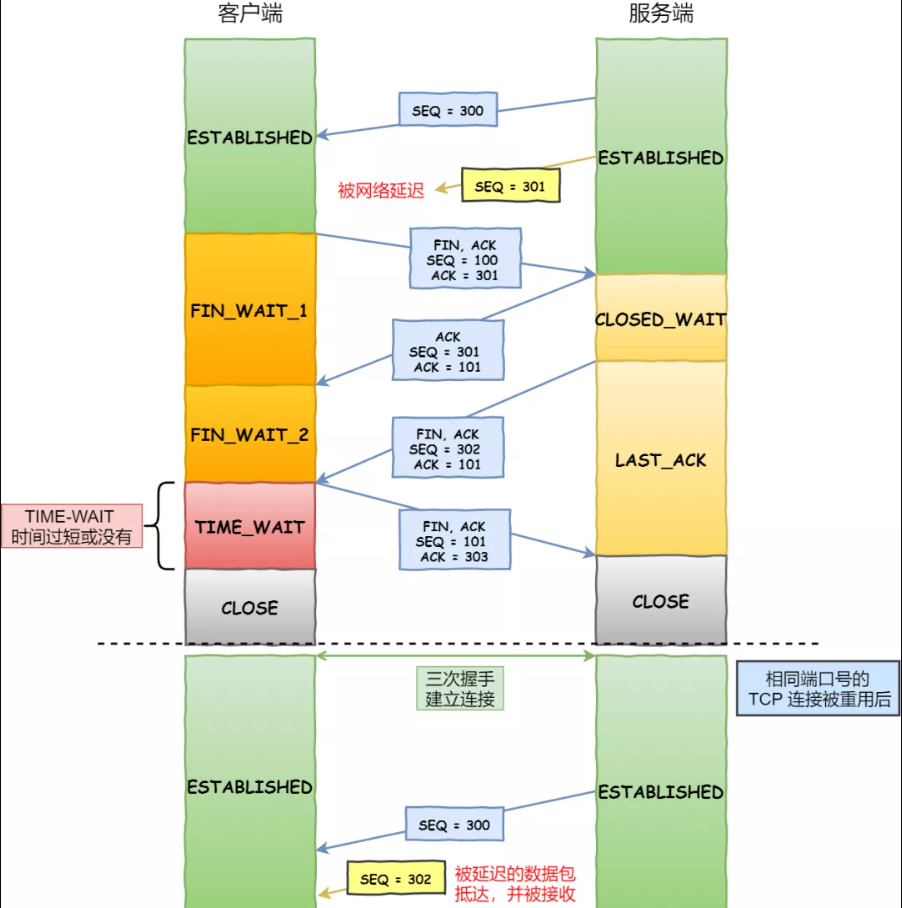 客户端
服务端
SEQ = 300
ESTABLISHED
ESTABLISHED
SEQ = 301
被网络延迟
FIN, ACK
SEQ = 100
ACK = 301
FIN_WAIT_1
CLOSED_WAIT
ACK
SEQ = 301
ACK = 101
FIN_WAIT_2
FIN, ACK
SEQ = 302
ACK = 101
LAST_ACK
TIME-WAIT
时间过短或没有
TIME_WAIT
FIN, ACK
SEQ = 101
ACK = 303
CLOSE
CLOSE
三次握手
建立连接
相同端口号的
TCP 连接被重用后
ESTABLISHED
ESTABLISHED
SEQ = 300
SEQ = 302
被延迟的数据包
抵达，并被接收